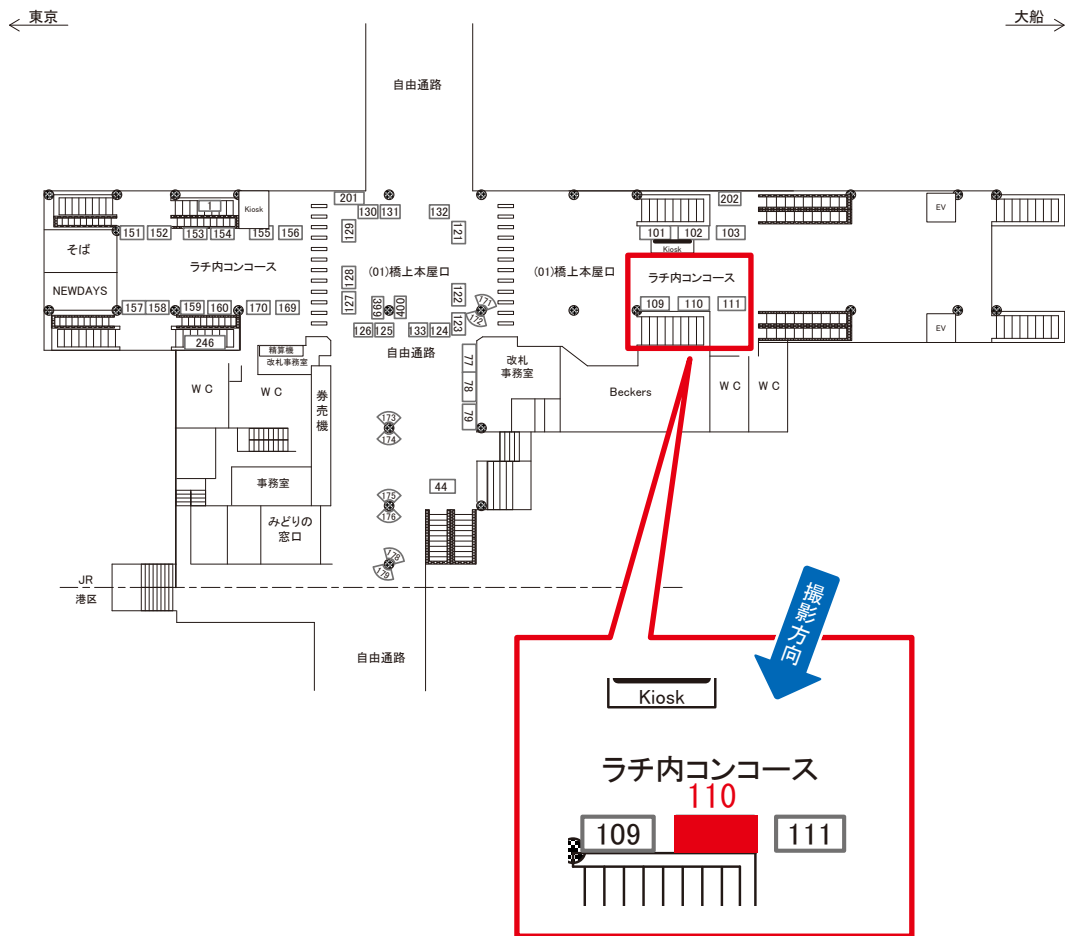 東京
大船
自由通路
201
130 131
132
202
1
Kiosk
EV
151 152
153 154
155 156
129
121
101 102 103
Kiosk
そば
ラチ内コンコース
128
(01)橋上本屋口
(01)橋上本屋口
ラチ内コンコース
NEWDAYS
127
399
400
122
171
172
109 110 111
157 158
159 160
170 169
123
126 125
133 124
EV
246
精算機
改札事務室
自由通路
77
78
79
改札
事務室
WC
WC
券売機
Beckers
WC
WC
173
174
事務室
44
175
176
みどりの
窓口
178
179
JR
港区
自由通路
撮影方向
Kiosk
ラチ内コンコース
110
109
111